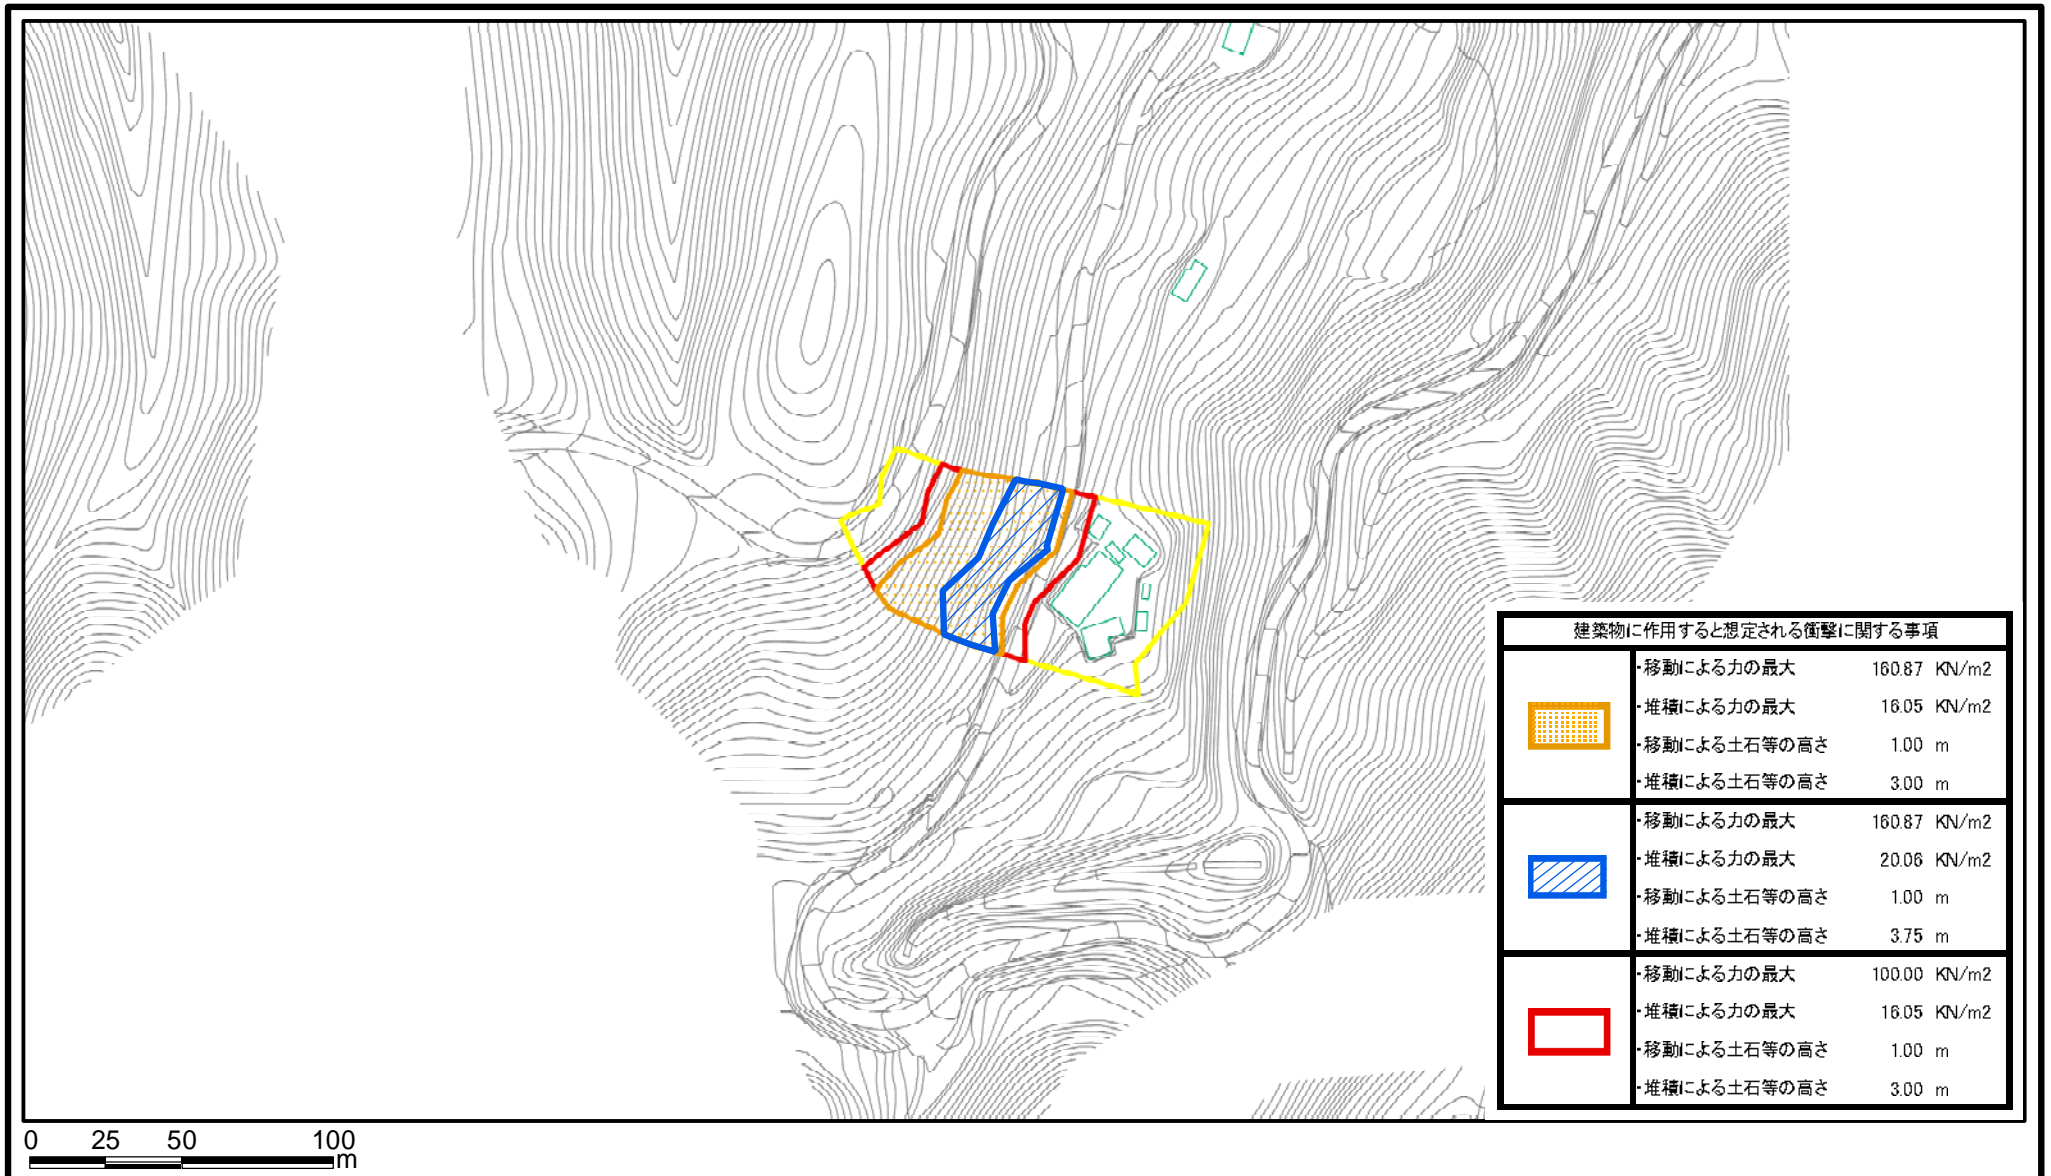 建築物に作用すると想定される衝撃に関する事項
・移動による力の最大 160.87 KN/m2
・堆積による力の最大 16.05 KN/m2
・移動による土石等の高さ 1.00 m
・堆積による土石等の高さ 3.00 m
・移動による力の最大 160.87 KN/m2
・堆積による力の最大 20.06 KN/m2
・移動による土石等の高さ 1.00 m
・堆積による土石等の高さ 3.75 m
・移動による力の最大 100.00 KN/m2
・堆積による力の最大 16.05 KN/m2
・移動による土石等の高さ 1.00 m
・堆積による土石等の高さ 3.00 m
0 25 50 100
m